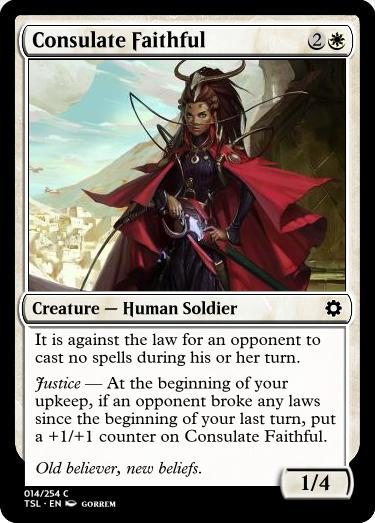 Consulate Faithful 2
Creature — Human Soldier
It is against the law for an opponent to
cast no spells during his or her turn.
Justice — At the beginning of your
upkeep, if an opponent broke any laws
since the beginning of your last turn, put
a +1/+1 counter on Consulate Faithful.
Old believer, new beliefs.
1/4
014/254 C
TSL • EN GORREM